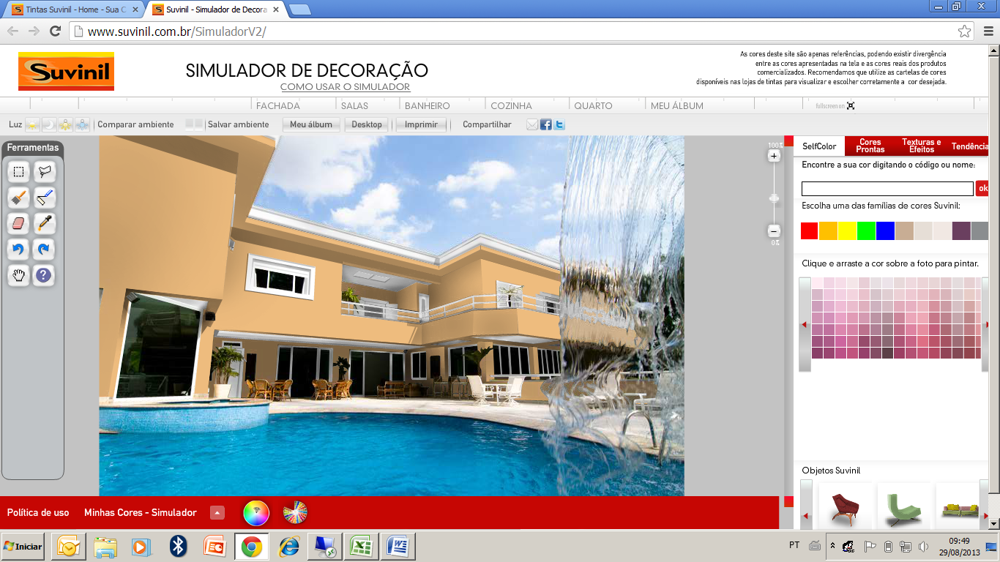 Tintas Suvinil - Home - Sua C
Suvinil - Simulador de Decora
www.suvinil.com.br/SimuladorV2/
Suvinil
SIMULADOR DE DECORAÇÃO
COMO USAR O SIMULADOR
As cores deste site são apenas referências, podendo existir divergência
entre as cores apresentadas na tela e as cores reais dos produtos
comercializados. Recomendamos que utilize as cartelas de cores
disponíveis nas lojas de tintas para visualizar e escolher corretamente a cor desejada.
FACHADA SALAS BANHEIRO COZINHA QUARTO MEU ÁLBUM fullscreen on
Luz Comparar ambiente Salvar ambiente Meu álbum Desktop Imprimir Compartilhar
Ferramentas
100%
0%
SelfColor Cores Prontas Texturas e Efeitos Tendência
Encontre a sua cor digitando o código ou nome:
ok
Escolha uma das famílias de cores Suvinil:
Clique e arraste a cor sobre a foto para pintar.
Objetos Suvinil
Política de uso Minhas Cores - Simulador
Iniciar
PT
09:49
29/08/2013